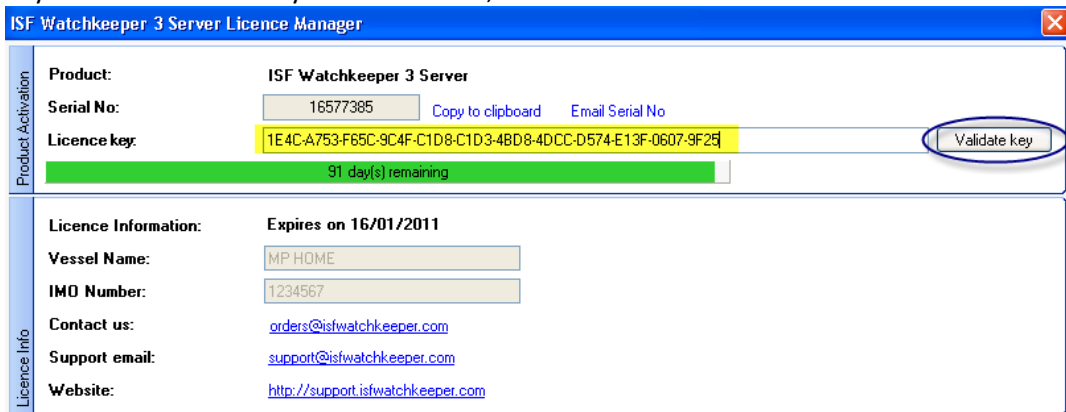 ISF Watchkeeper 3 Server Licence Manager
Product Activation
Product: ISF Watchkeeper 3 Server
Serial No: 16577385 Copy to clipboard Email Serial No
Licence key: 1E4C-A753-F65C-9C4F-C1D8-C1D3-4BD8-4DCC-D574-E13F-0607-9F25 Validate key
91 day(s) remaining
Licence Info
Licence Information: Expires on 16/01/2011
Vessel Name: MP HOME
IMO Number: 1234567
Contact us: orders@isfwatchkeeper.com
Support email: support@isfwatchkeeper.com
Website: http://support.isfwatchkeeper.com